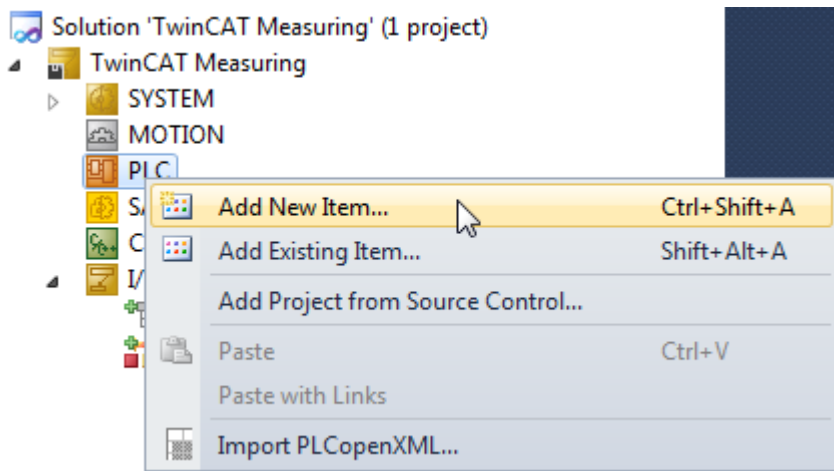 Solution 'TwinCAT Measuring' (1 project)
TwinCAT Measuring
SYSTEM
MOTION
PLC
Add New Item... Ctrl+Shift+A
Add Existing Item... Shift+Alt+A
Add Project from Source Control...
Paste Ctrl+V
Paste with Links
Import PLCopenXML...